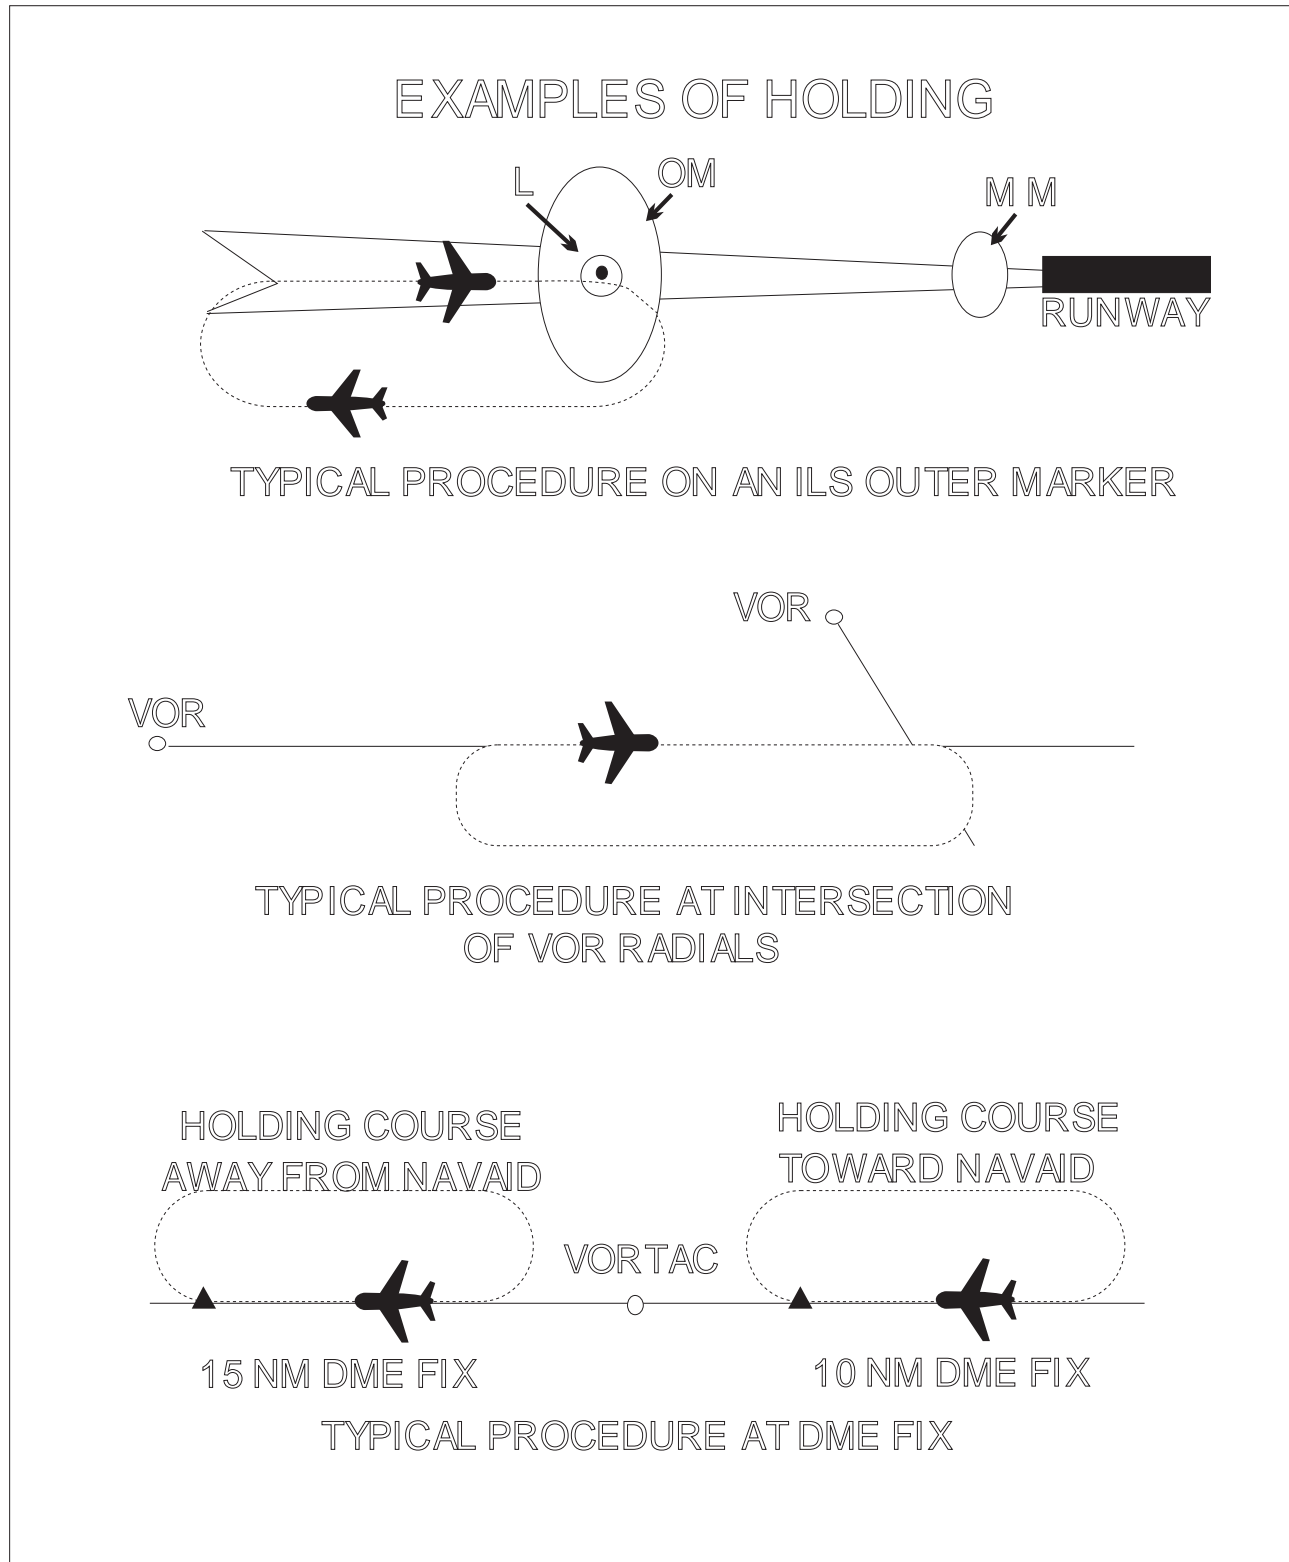 EXAMPLES OF HOLDING
L
OM
M M
RUNWAY
TYPICAL PROCEDURE ON AN ILS OUTER MARKER
VOR
VOR
TYPICAL PROCEDURE AT INTERSECTION
OF VOR RADIALS
HOLDING COURSE
AWAY FROM NAVAID
HOLDING COURSE
TOWARD NAVAID
VORTAC
15 NM DME FIX
10 NM DME FIX
TYPICAL PROCEDURE AT DME FIX